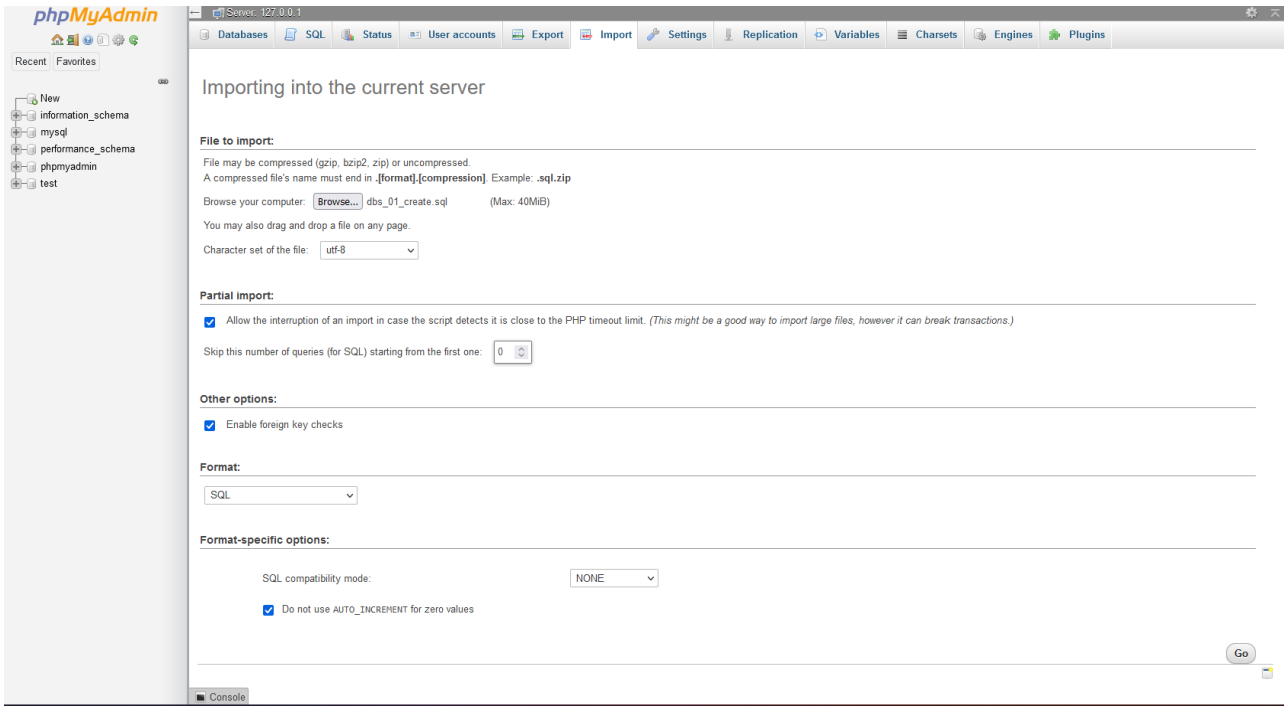 phpMyAdmin
Recent Favorites
New
information_schema
mysql
performance_schema
phpmyadmin
test
Server: 127.0.0.1
Databases SQL Status User accounts Export Import Settings Replication Variables Charsets Engines Plugins
Importing into the current server
File to import:
File may be compressed (gzip, bzip2, zip) or uncompressed.
A compressed file's name must end in .[format].[compression]. Example: .sql.zip
Browse your computer: Browse... dbs_01_create.sql (Max: 40MiB)
You may also drag and drop a file on any page.
Character set of the file: utf-8
Partial import:
Allow the interruption of an import in case the script detects it is close to the PHP timeout limit. (This might be a good way to import large files, however it can break transactions.)
Skip this number of queries (for SQL) starting from the first one: 0
Other options:
Enable foreign key checks
Format:
SQL
Format-specific options:
SQL compatibility mode: NONE
Do not use AUTO_INCREMENT for zero values
Go
Console